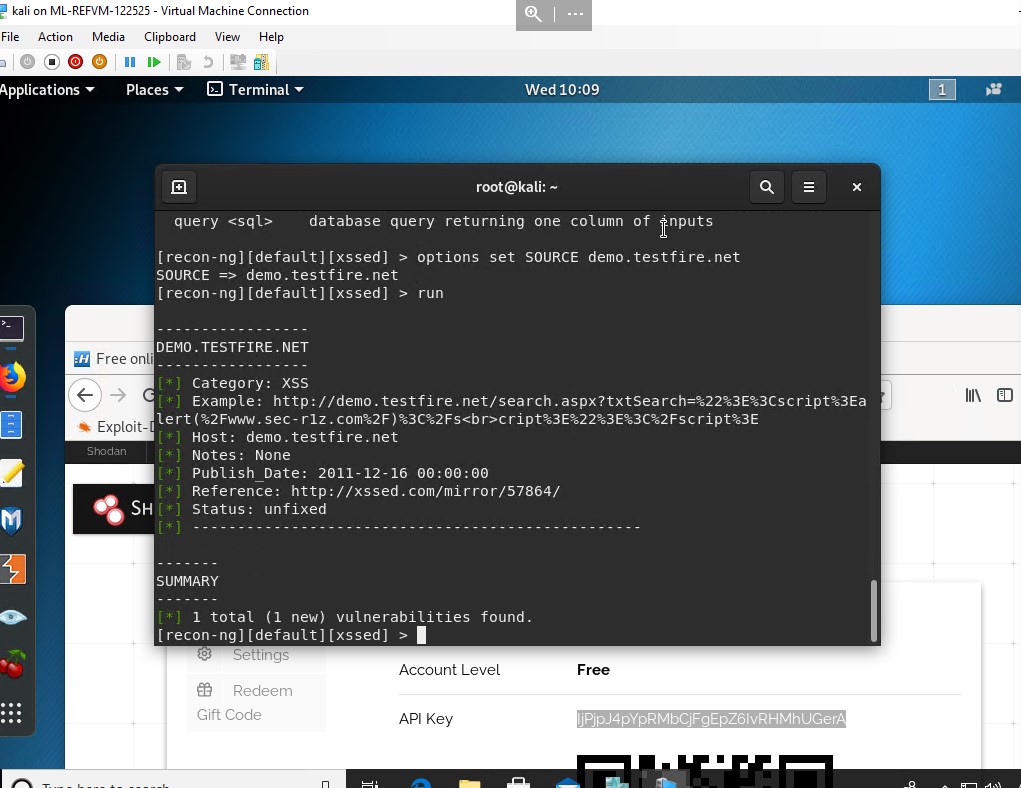 kali on ML-REFVM-122525 - Virtual Machine Connection
File Action Media Clipboard View Help
Applications Places Terminal Wed 10:09 1
root@kali: ~
query <sql> database query returning one column of inputs
[recon-ng][default][xssed] > options set SOURCE demo.testfire.net
SOURCE => demo.testfire.net
[recon-ng][default][xssed] > run
-----------------
DEMO.TESTFIRE.NET
-----------------
[*] Category: XSS
[*] Example: http://demo.testfire.net/search.aspx?txtSearch=%22%3E%3Cscript%3Ea
lert(%2Fwww.sec-r1z.com%2F)%3C%2Fs<br>cript%3E%22%3E%3C%2Fscript%3E
[*] Host: demo.testfire.net
[*] Notes: None
[*] Publish_Date: 2011-12-16 00:00:00
[*] Reference: http://xssed.com/mirror/57864/
[*] Status: unfixed
[*] --------------------------------------------------
-------
SUMMARY
-------
[*] 1 total (1 new) vulnerabilities found.
[recon-ng][default][xssed] >
Free onli
Exploit-D
Shodan
SH
Settings
Redeem
Gift Code
Account Level Free
API Key IjPjpJ4pYpRMbCjFgEpZ6IvRHMhUGerA
Type here to search